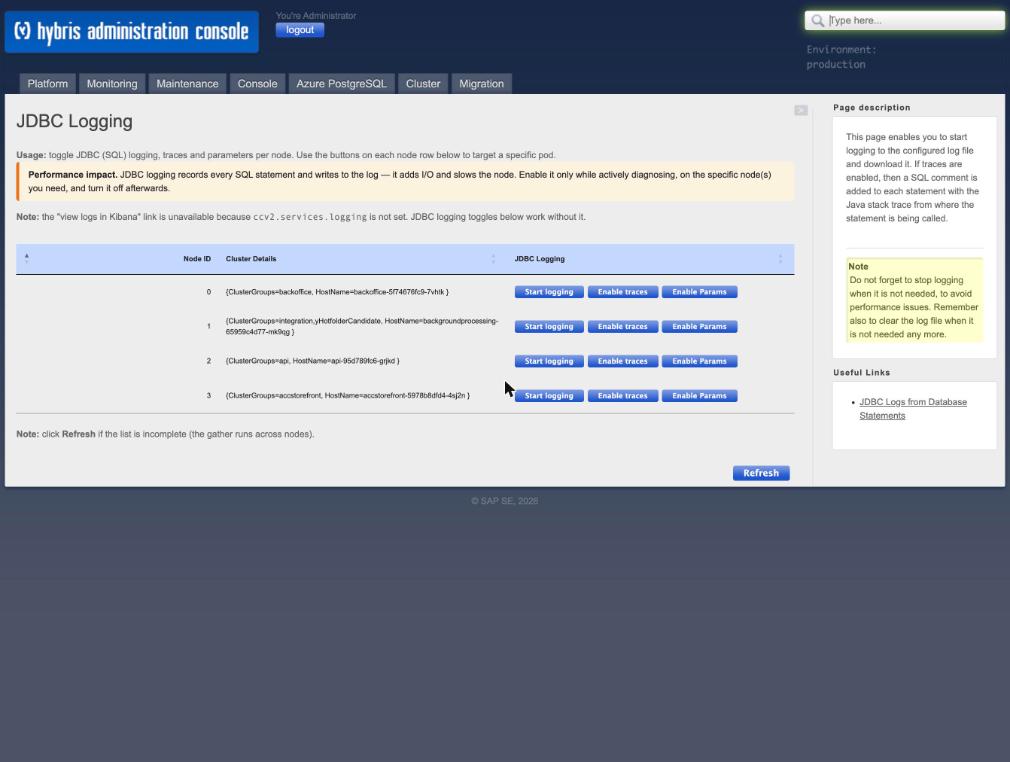 hybris administration console
You're Administrator
logout
Type here...
Environment:
production
Platform
Monitoring
Maintenance
Console
Azure PostgreSQL
Cluster
Migration
JDBC Logging
Usage: toggle JDBC (SQL) logging, traces and parameters per node. Use the buttons on each node row below to target a specific pod.
Performance impact. JDBC logging records every SQL statement and writes to the log — it adds I/O and slows the node. Enable it only while actively diagnosing, on the specific node(s)
you need, and turn it off afterwards.
Note: the "view logs in Kibana" link is unavailable because ccv2.services.logging is not set. JDBC logging toggles below work without it.
Node ID Cluster Details JDBC Logging
0 {ClusterGroups=backoffice, HostName=backoffice-5f74676fc9-7vhtk } Start logging Enable traces Enable Params
1 {ClusterGroups=integration,yHotfolderCandidate, HostName=backgroundprocessing-
65959c4d77-mk9qg } Start logging Enable traces Enable Params
2 {ClusterGroups=api, HostName=api-95d789fc6-grjkd } Start logging Enable traces Enable Params
3 {ClusterGroups=accstorefront, HostName=accstorefront-5978b8dfd4-4sj2n } Start logging Enable traces Enable Params
Note: click Refresh if the list is incomplete (the gather runs across nodes).
Refresh
Page description
This page enables you to start
logging to the configured log file
and download it. If traces are
enabled, then a SQL comment is
added to each statement with the
Java stack trace from where the
statement is being called.
Note
Do not forget to stop logging
when it is not needed, to avoid
performance issues. Remember
also to clear the log file when it
is not needed any more.
Useful Links
• JDBC Logs from Database
Statements
© SAP SE, 2026